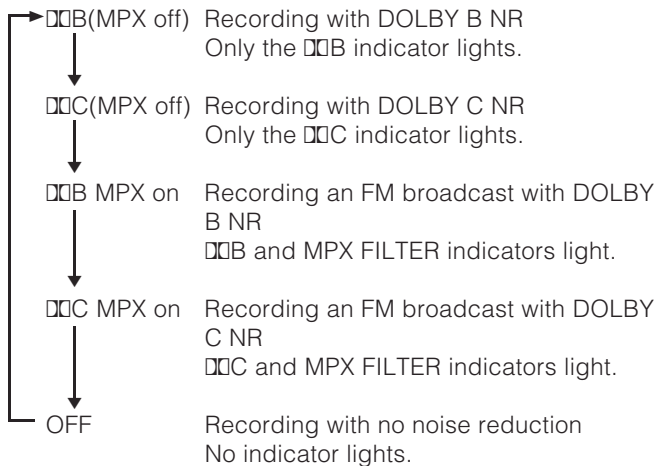 B(MPX off) Recording with DOLBY B NR
Only the B indicator lights.
C(MPX off) Recording with DOLBY C NR
Only the C indicator lights.
B MPX on Recording an FM broadcast with DOLBY
B NR
B and MPX FILTER indicators light.
C MPX on Recording an FM broadcast with DOLBY
C NR
C and MPX FILTER indicators light.
OFF Recording with no noise reduction
No indicator lights.